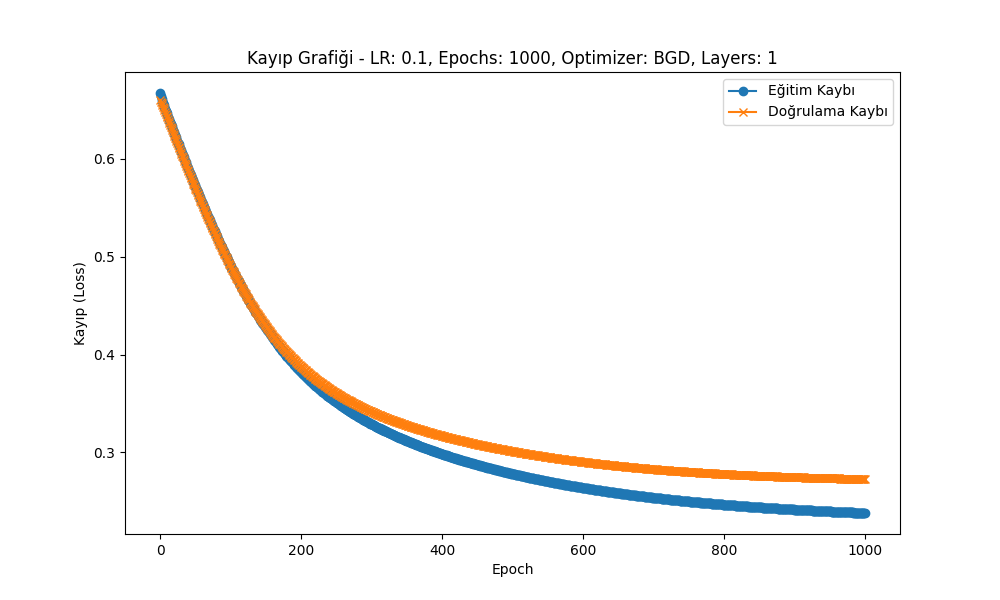 Kayıp Grafiği - LR: 0.1, Epochs: 1000, Optimizer: BGD, Layers: 1
Eğitim Kaybı
Doğrulama Kaybı
Kayıp (Loss)
0.6
0.5
0.4
0.3
0 200 400 600 800 1000
Epoch